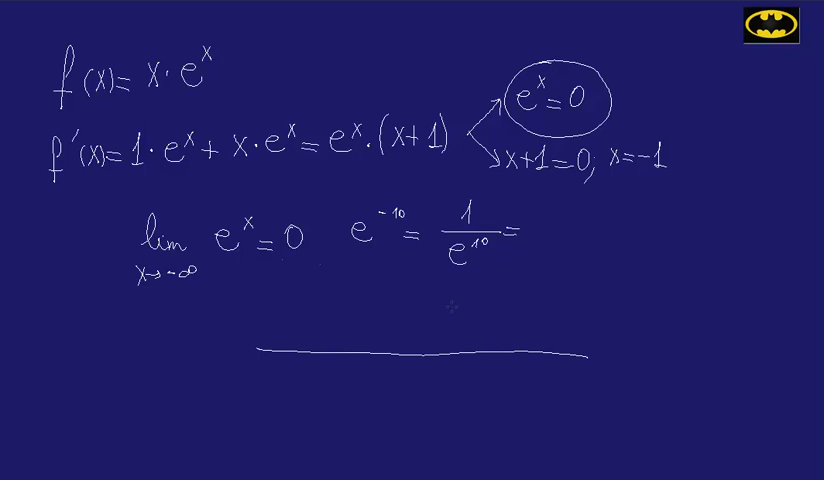 f(x)= x·e^x
f'(x)= 1·e^x + x·e^x = e^x·(x+1)
e^x = 0
x+1=0; x=-1
lim x→-∞ e^x = 0 e^-10 = 1/e^10 =